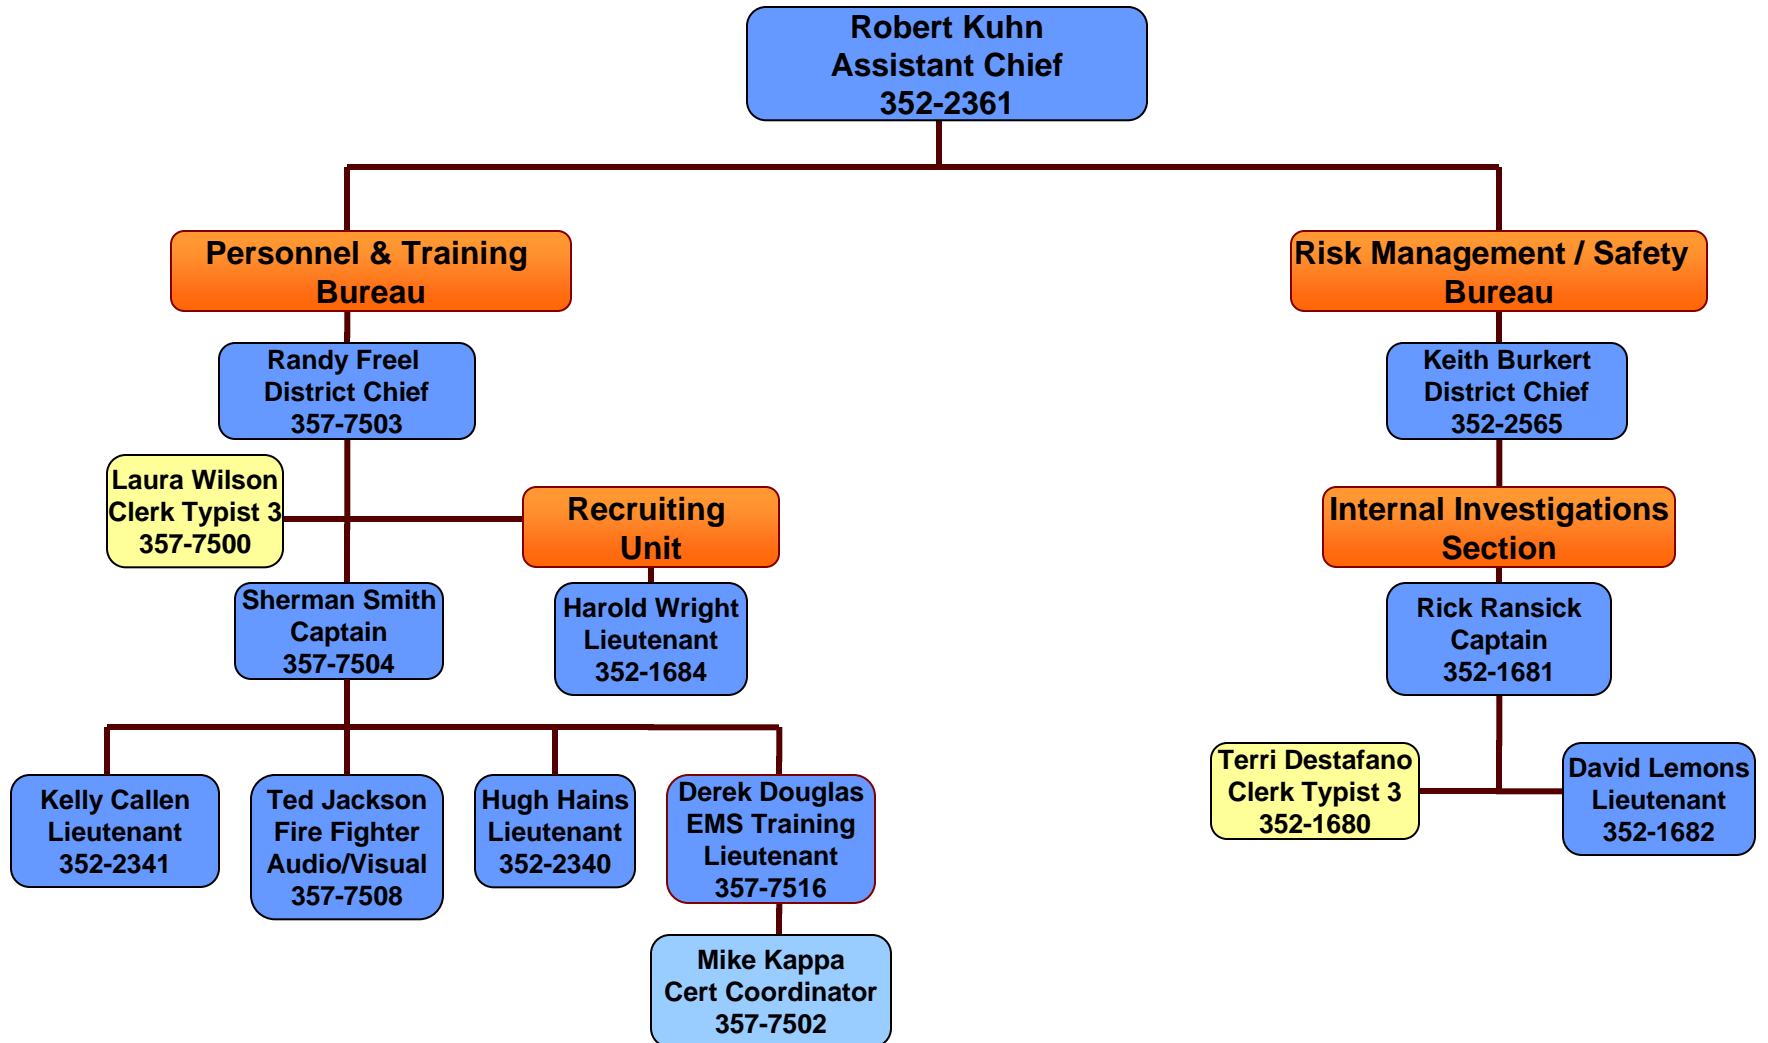 Robert Kuhn
Assistant Chief
352-2361
Personnel & Training
Bureau
Risk Management / Safety
Bureau
Randy Freel
District Chief
357-7503
Keith Burkert
District Chief
352-2565
Laura Wilson
Clerk Typist 3
357-7500
Recruiting
Unit
Internal Investigations
Section
Sherman Smith
Captain
357-7504
Harold Wright
Lieutenant
352-1684
Rick Ransick
Captain
352-1681
Kelly Callen
Lieutenant
352-2341
Ted Jackson
Fire Fighter
Audio/Visual
357-7508
Hugh Hains
Lieutenant
352-2340
Derek Douglas
EMS Training
Lieutenant
357-7516
Terri Destafano
Clerk Typist 3
352-1680
David Lemons
Lieutenant
352-1682
Mike Kappa
Cert Coordinator
357-7502